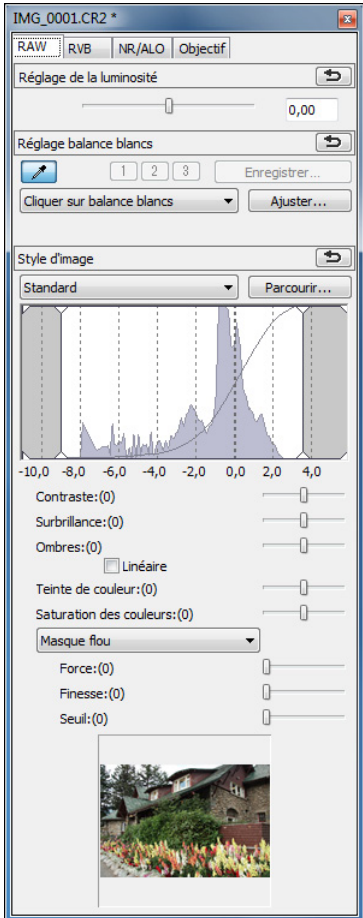 IMG_0001.CR2 *
RAW RVB NR/ALO Objectif
Réglage de la luminosité
0,00
Réglage balance blancs
1 2 3 Enregistrer...
Cliquer sur balance blancs Ajuster...
Style d'image
Standard Parcourir...
-10,0 -8,0 -6,0 -4,0 -2,0 0,0 2,0 4,0
Contraste:(0)
Surbrillance:(0)
Ombres:(0)
Linéaire
Teinte de couleur:(0)
Saturation des couleurs:(0)
Masque flou
Force:(0)
Finesse:(0)
Seuil:(0)